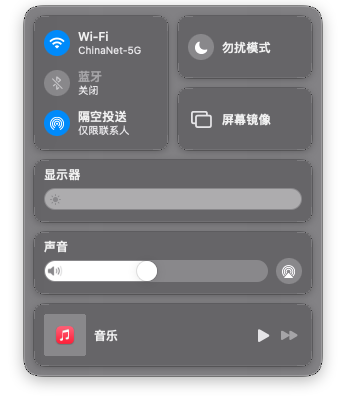 Wi-Fi
ChinaNet-5G
蓝牙
关闭
隔空投送
仅限联系人
勿扰模式
屏幕镜像
显示器
声音
音乐